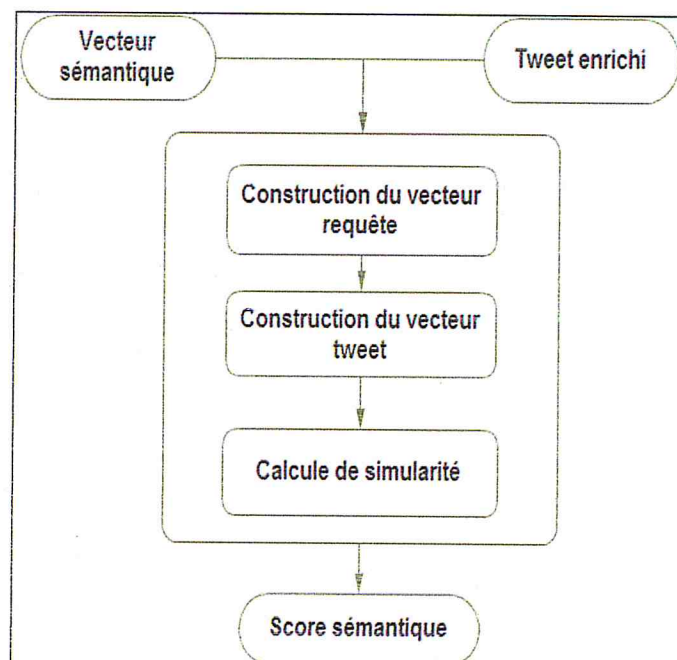 Vecteur
sémantique
Tweet enrichi
Construction du vecteur
requête
Construction du vecteur
tweet
Calcule de simularité
Score sémantique